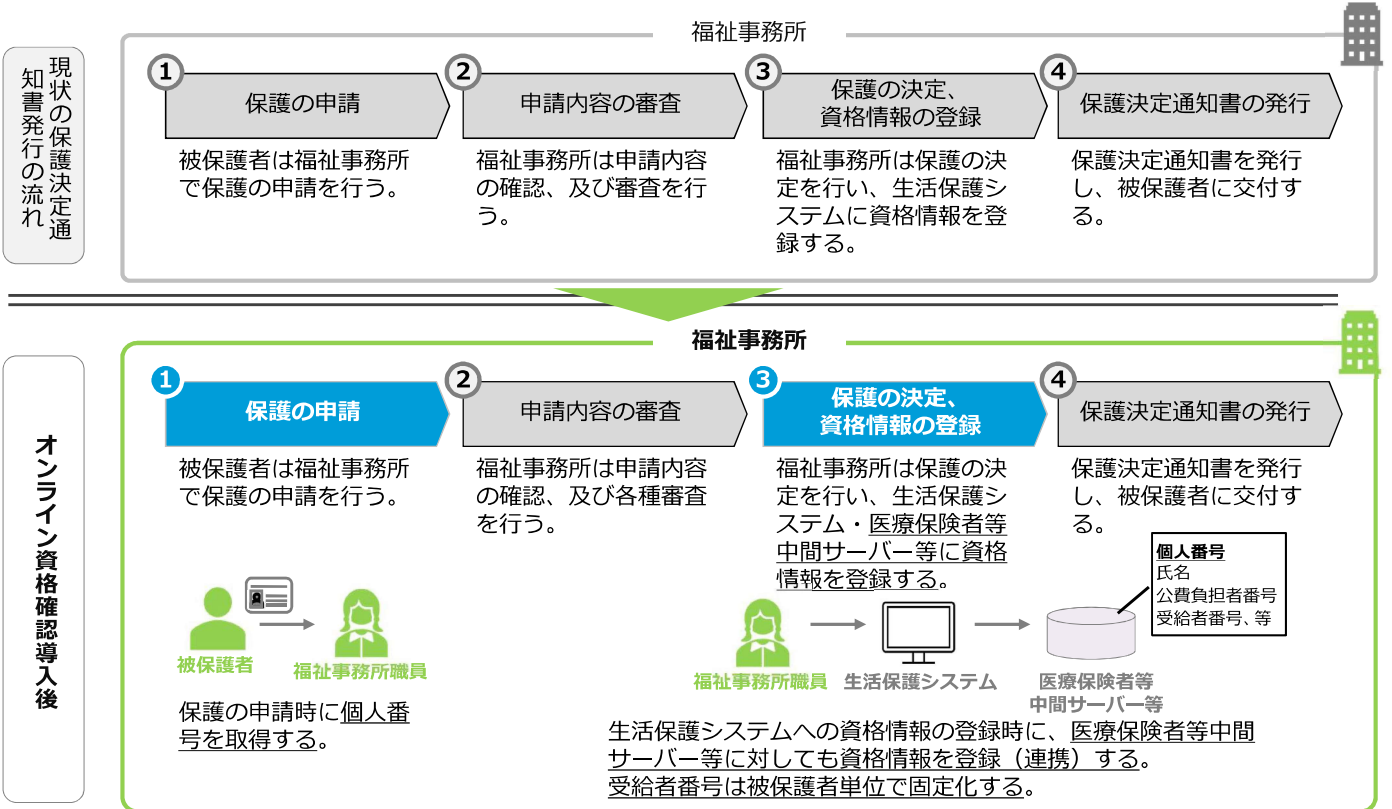 福祉事務所
現状の保護決定通
知書発行の流れ
1
保護の申請
被保護者は福祉事務所
で保護の申請を行う。
2
申請内容の審査
福祉事務所は申請内容
の確認、及び審査を行
う。
3
保護の決定、
資格情報の登録
福祉事務所は保護の決
定を行い、生活保護シ
ステムに資格情報を登
録する。
4
保護決定通知書の発行
保護決定通知書を発行
し、被保護者に交付す
る。
福祉事務所
オンライン資格確認導入後
1
保護の申請
被保護者は福祉事務所
で保護の申請を行う。
被保護者
福祉事務所職員
保護の申請時に個人番
号を取得する。
2
申請内容の審査
福祉事務所は申請内容
の確認、及び各種審査
を行う。
3
保護の決定、
資格情報の登録
福祉事務所は保護の決
定を行い、生活保護シ
ステム・医療保険者等
中間サーバー等に資格
情報を登録する。
4
保護決定通知書の発行
保護決定通知書を発行
し、被保護者に交付す
る。
個人番号
氏名
公費負担者番号
受給者番号、等
福祉事務所職員
生活保護システム
医療保険者等
中間サーバー等
生活保護システムへの資格情報の登録時に、医療保険者等中間
サーバー等に対しても資格情報を登録（連携）する。
受給者番号は被保護者単位で固定化する。